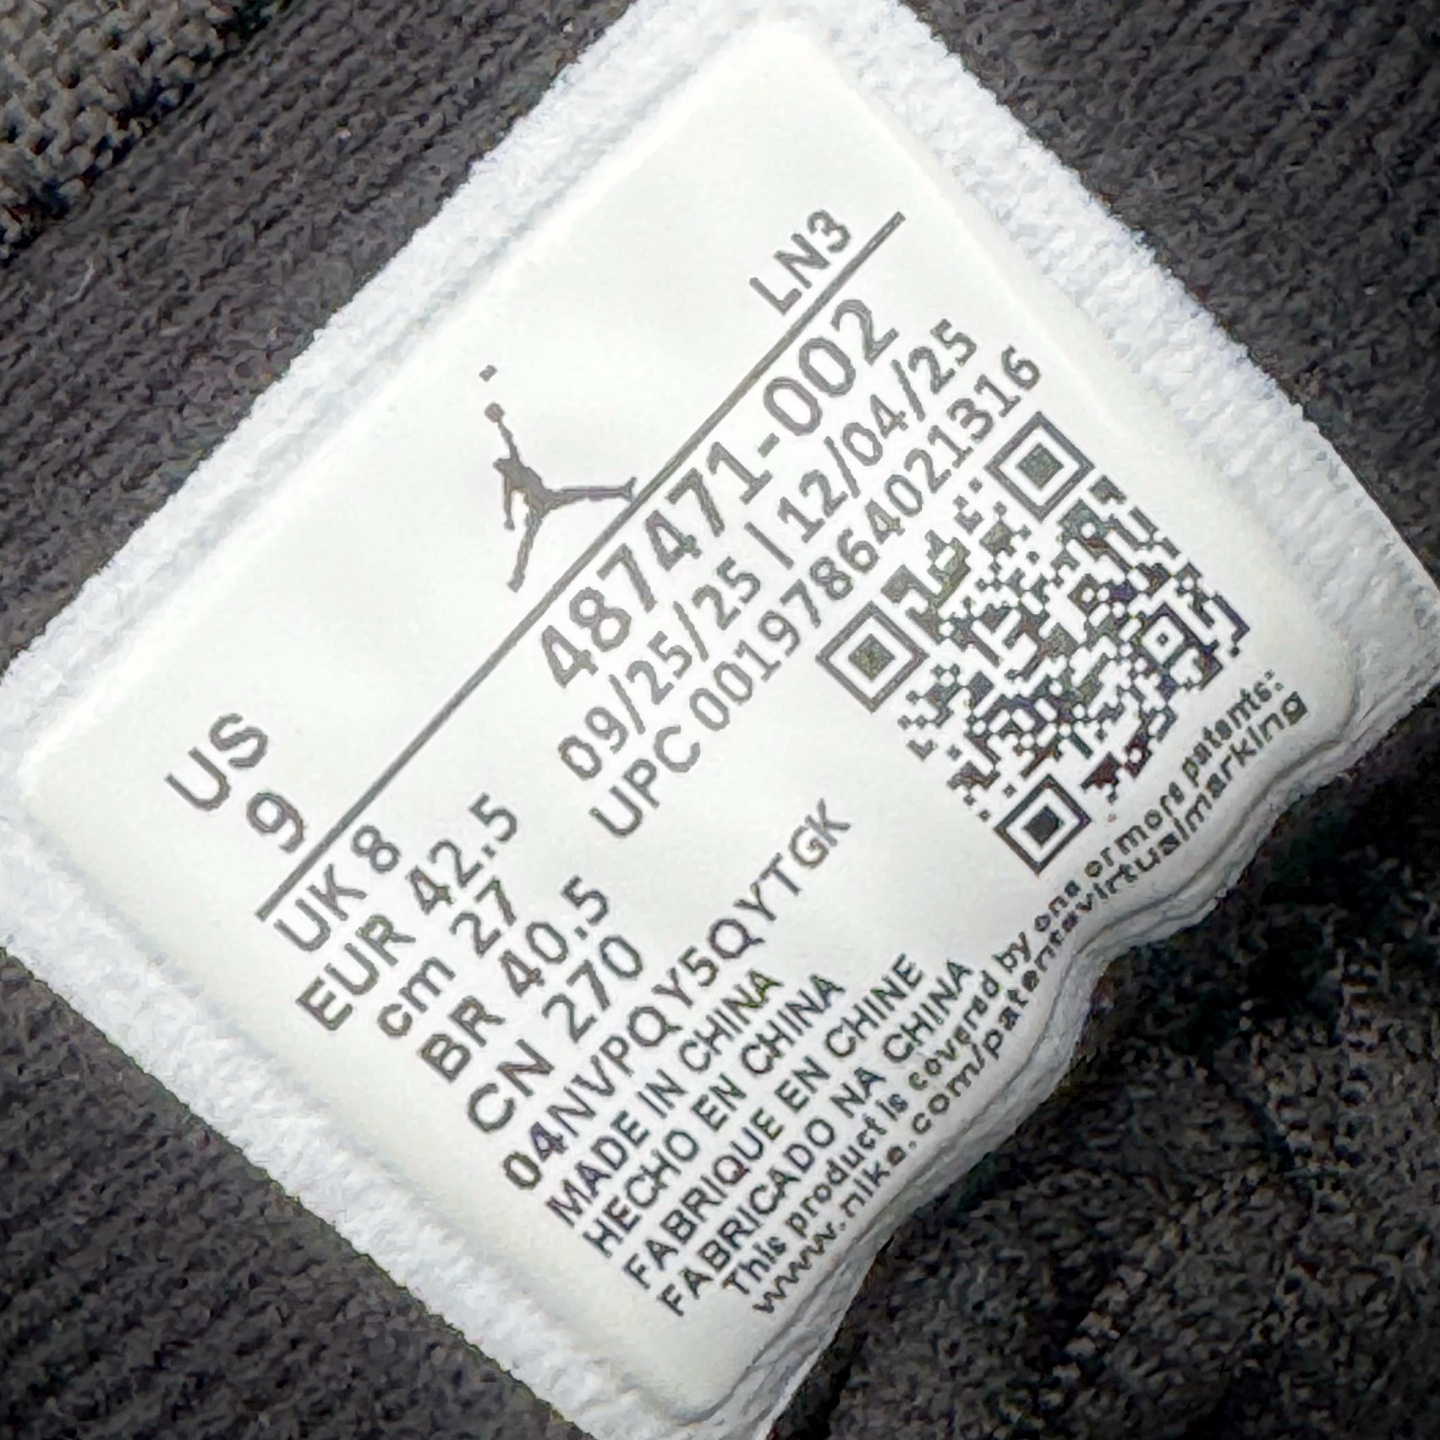 US
9
LN3
UK 8
EUR 42.5
cm 27
BR 40.5
CN 270
487471-002
09/25/25 | 12/04/25
UPC 00197864021316
04NVPQY5QYTGK
MADE IN CHINA
HECHO EN CHINA
FABRIQUE EN CHINE
FABRICADO NA CHINA
This product is covered by one or more patents:
www.nike.com/patentsvirtualmarking